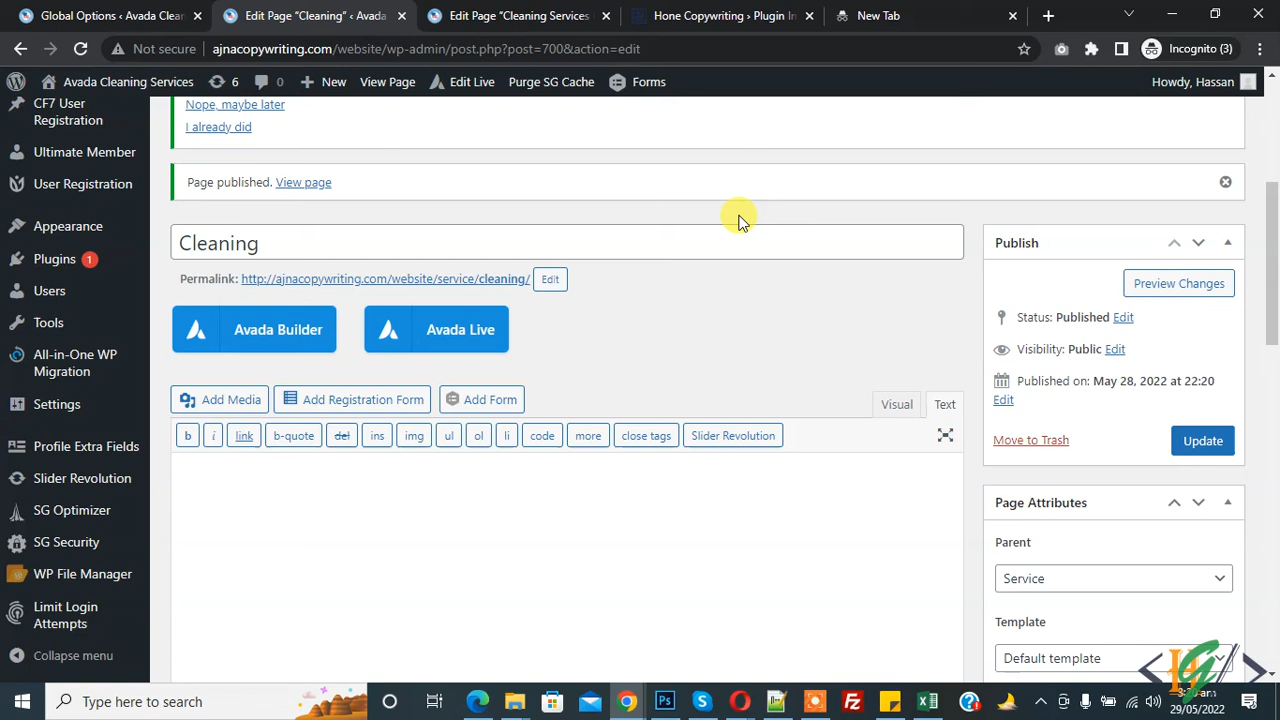 Global Options ‹ Avada Clean
Edit Page "Cleaning" ‹ Avada
Edit Page "Cleaning Services
Hone Copywriting › Plugin In
New Tab
Not secure
ajnacopywriting.com/website/wp-admin/post.php?post=700&action=edit
Incognito (3)
Avada Cleaning Services
6
0
New
View Page
Edit Live
Purge SG Cache
Forms
Howdy, Hassan
CF7 User
Registration
Ultimate Member
User Registration
Appearance
Plugins 1
Users
Tools
All-in-One WP
Migration
Settings
Profile Extra Fields
Slider Revolution
SG Optimizer
SG Security
WP File Manager
Limit Login
Attempts
Collapse menu
Nope, maybe later
I already did
Page published. View page
Cleaning
Permalink: http://ajnacopywriting.com/website/service/cleaning/ Edit
Avada Builder
Avada Live
Add Media
Add Registration Form
Add Form
Visual
Text
b
i
link
b-quote
del
ins
img
ul
ol
li
code
more
close tags
Slider Revolution
Publish
Preview Changes
Status: Published Edit
Visibility: Public Edit
Published on: May 28, 2022 at 22:20
Edit
Move to Trash
Update
Page Attributes
Parent
Service
Template
Default template
Type here to search
29/05/2022